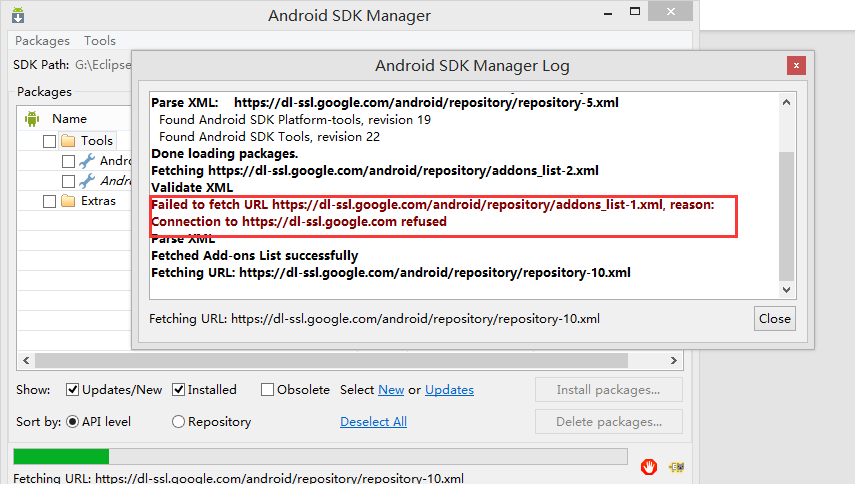 Android SDK Manager
Packages Tools
SDK Path: G:\Eclipse
Packages
Name
Tools
Andro
Andro
Extras
Android SDK Manager Log
Parse XML: https://dl-ssl.google.com/android/repository/repository-5.xml
Found Android SDK Platform-tools, revision 19
Found Android SDK Tools, revision 22
Done loading packages.
Fetching https://dl-ssl.google.com/android/repository/addons_list-2.xml
Validate XML
Failed to fetch URL https://dl-ssl.google.com/android/repository/addons_list-1.xml, reason:
Connection to https://dl-ssl.google.com refused
Parse XML
Fetched Add-ons List successfully
Fetching URL: https://dl-ssl.google.com/android/repository/repository-10.xml
Fetching URL: https://dl-ssl.google.com/android/repository/repository-10.xml
Close
Show: Updates/New Installed Obsolete Select New or Updates
Install packages...
Sort by: API level Repository Deselect All
Delete packages...
Fetching URL: https://dl-ssl.google.com/android/repository/repository-10.xml